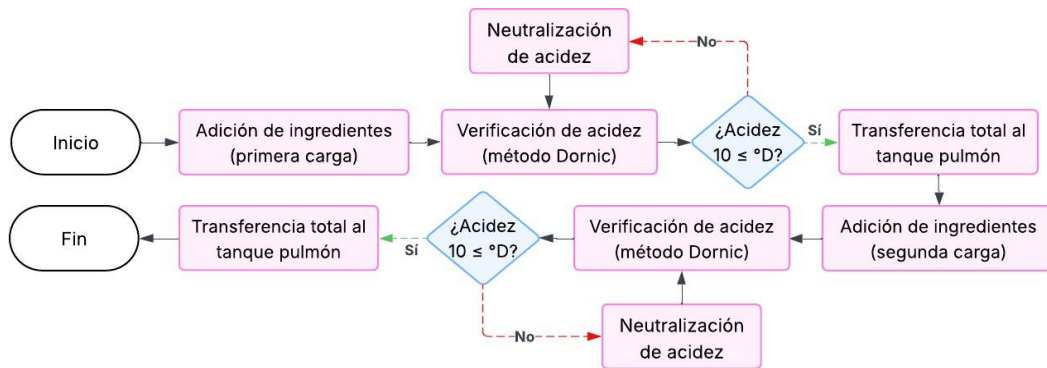 Inicio
Adición de ingredientes
(primera carga)
Verificación de acidez
(método Dornic)
Neutralización
de acidez
No
¿Acidez
10 ≤ °D?
Sí
Transferencia total al
tanque pulmón
Adición de ingredientes
(segunda carga)
Verificación de acidez
(método Dornic)
¿Acidez
10 ≤ °D?
No
Neutralización
de acidez
Sí
Transferencia total al
tanque pulmón
Fin